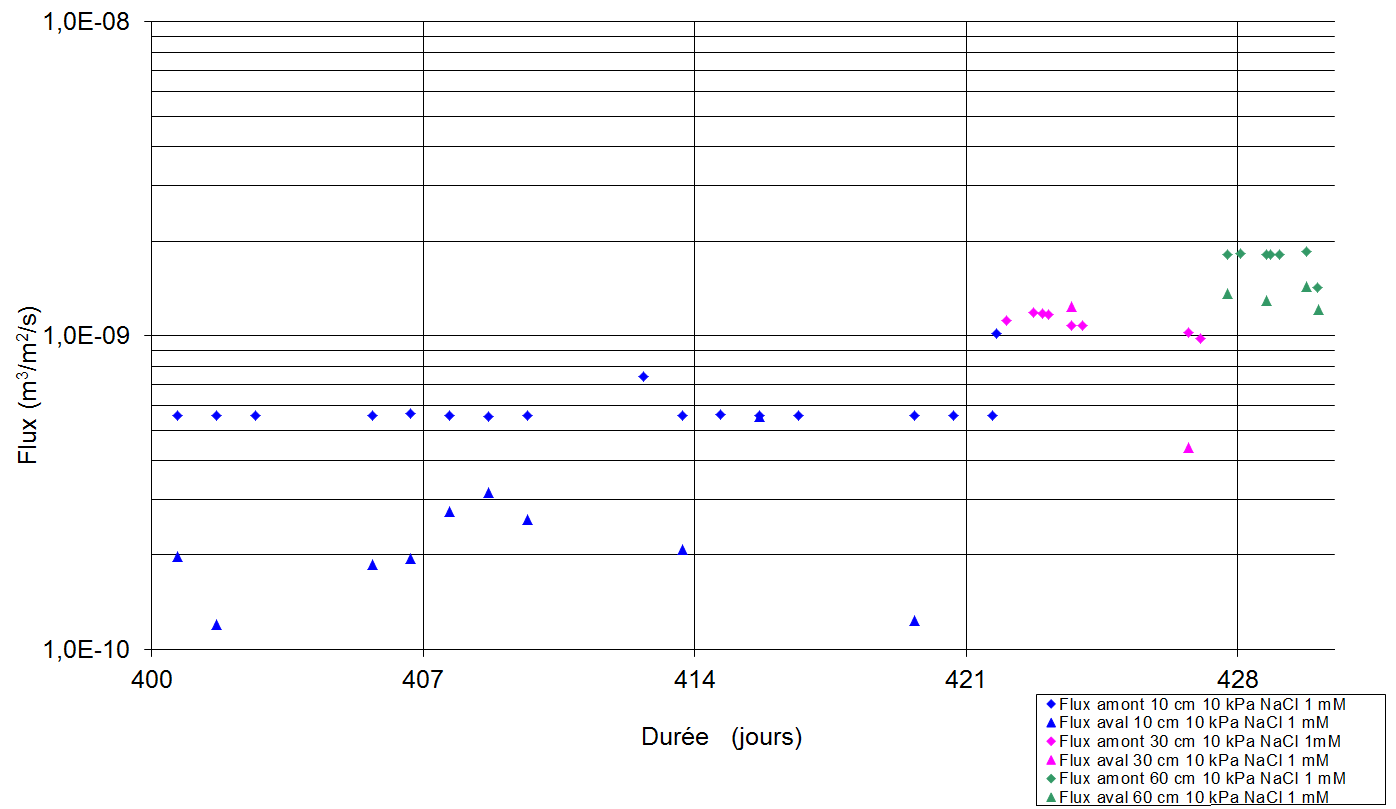 1,0E-08
1,0E-09
1,0E-10
Flux (m³/m²/s)
400 407 414 421 428
Durée (jours)
Flux amont 10 cm 10 kPa NaCl 1 mM
Flux aval 10 cm 10 kPa NaCl 1 mM
Flux amont 30 cm 10 kPa NaCl 1mM
Flux aval 30 cm 10 kPa NaCl 1 mM
Flux amont 60 cm 10 kPa NaCl 1 mM
Flux aval 60 cm 10 kPa NaCl 1 mM